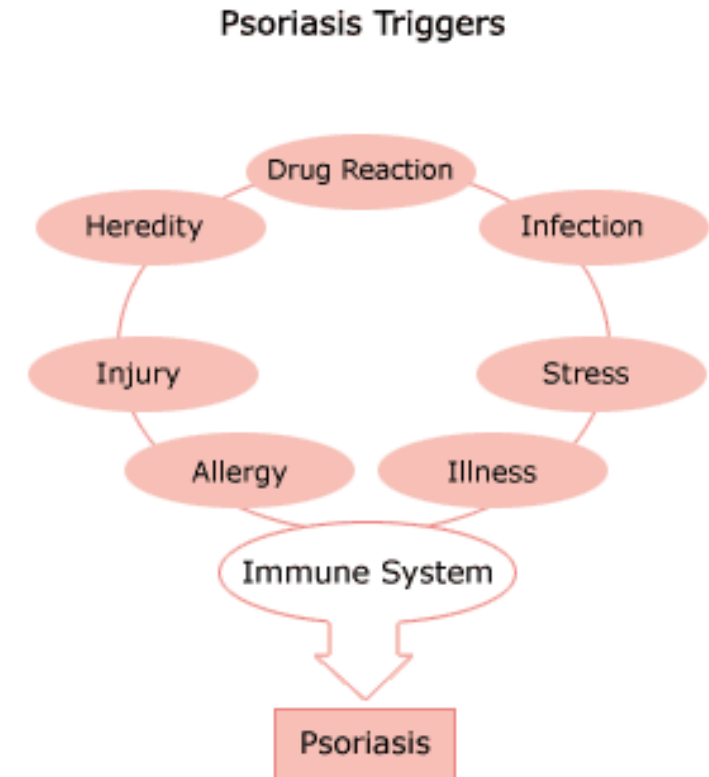 Psoriasis Triggers
Drug Reaction
Heredity
Infection
Injury
Stress
Allergy
Illness
Immune System
Psoriasis